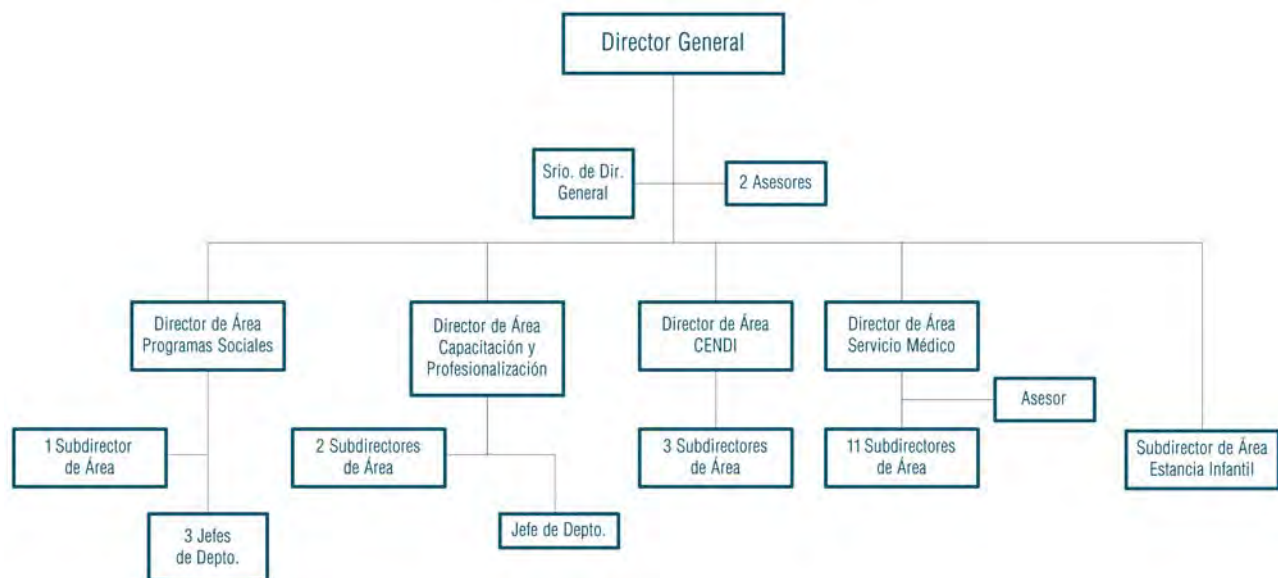 Director General
Srio. de Dir.
General
2 Asesores
Director de Área
Programas Sociales
Director de Área
Capacitación y
Profesionalización
Director de Área
CENDI
Director de Área
Servicio Médico
Asesor
1 Subdirector
de Área
2 Subdirectores
de Área
3 Subdirectores
de Área
11 Subdirectores
de Área
Subdirector de Área
Estancia Infantil
3 Jefes
de Depto.
Jefe de Depto.